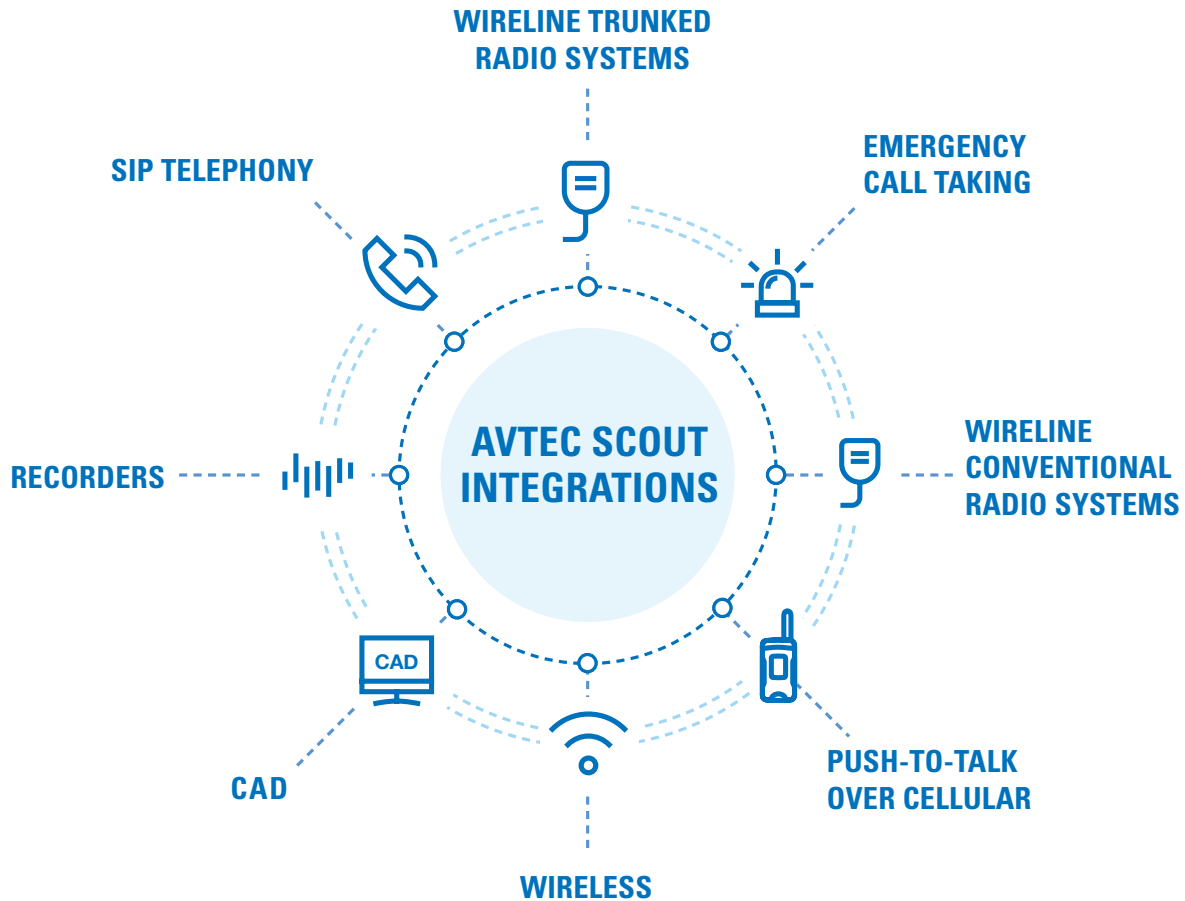 WIRELINE TRUNKED
RADIO SYSTEMS
EMERGENCY
CALL TAKING
SIP TELEPHONY
AVTEC SCOUT
INTEGRATIONS
WIRELINE
CONVENTIONAL
RADIO SYSTEMS
RECORDERS
CAD
CAD
PUSH-TO-TALK
OVER CELLULAR
WIRELESS